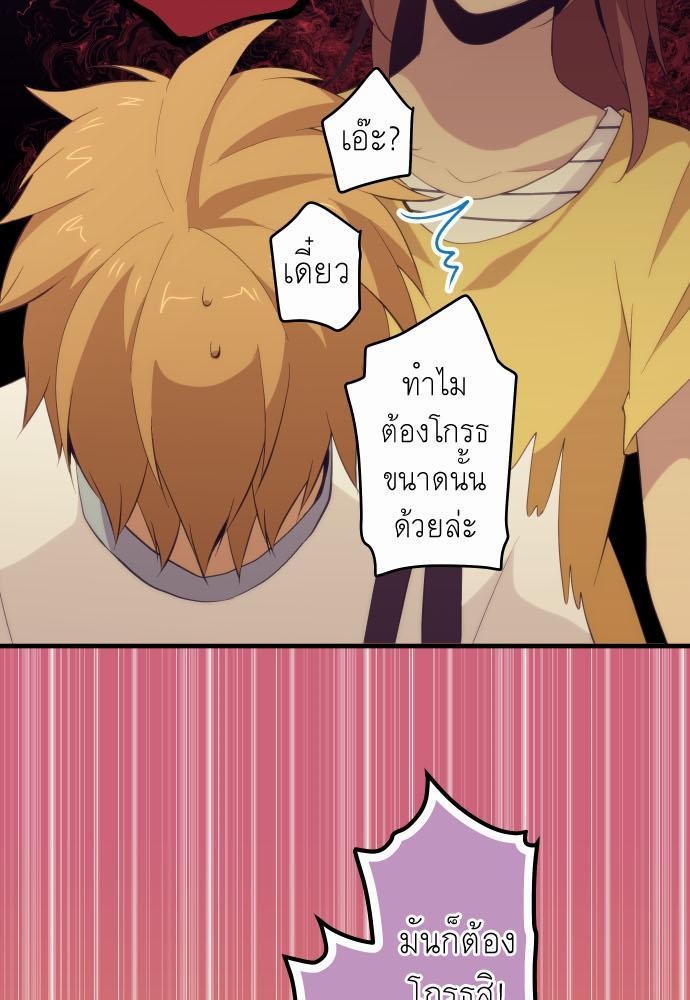 เอ๊ะ?
เดี๋ยว
ทำไม
ต้องโกรธ
ขนาดนั้น
ด้วยล่ะ
มันก็ต้อง
โกรธสิ!